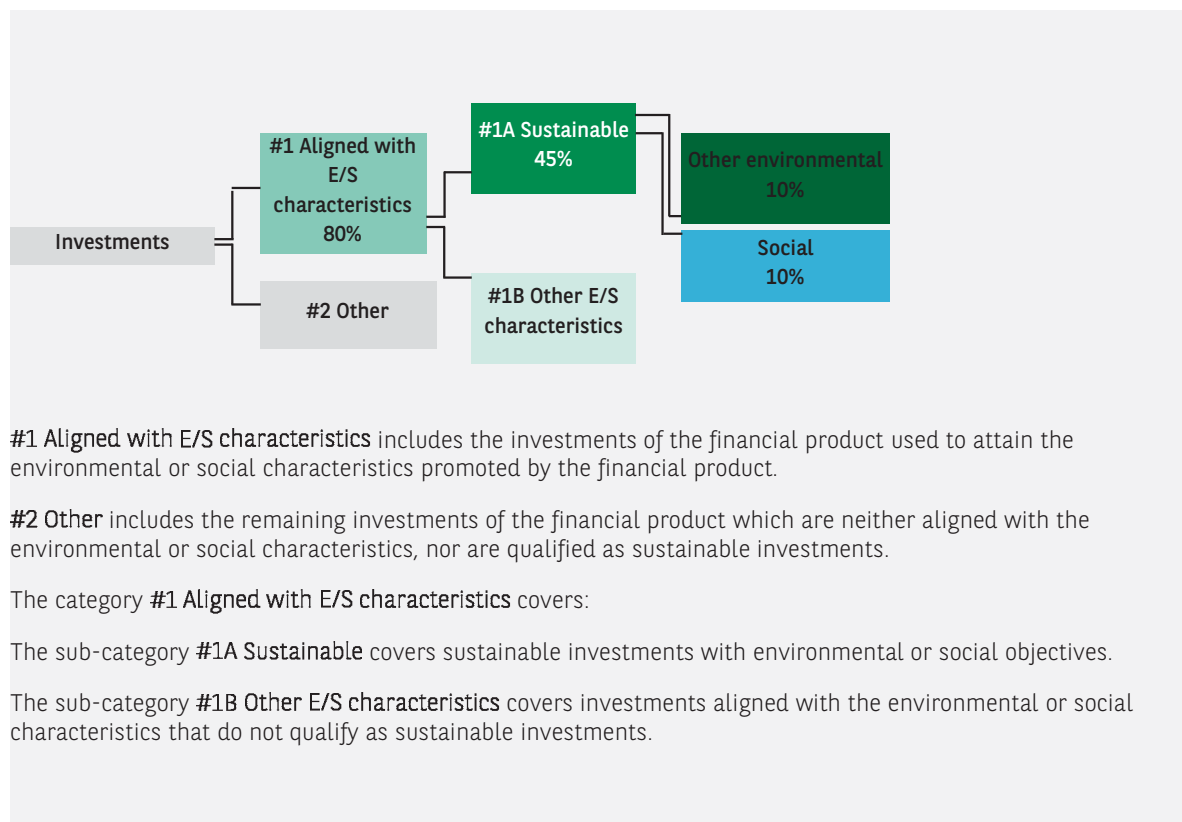 #1A Sustainable
45%
#1 Aligned with
E/S
characteristics
80%
Other environmental
10%
Investments
Social
10%
#2 Other
#1B Other E/S
characteristics
#1 Aligned with E/S characteristics includes the investments of the financial product used to attain the
environmental or social characteristics promoted by the financial product.
#2 Other includes the remaining investments of the financial product which are neither aligned with the
environmental or social characteristics, nor are qualified as sustainable investments.
The category #1 Aligned with E/S characteristics covers:
The sub-category #1A Sustainable covers sustainable investments with environmental or social objectives.
The sub-category #1B Other E/S characteristics covers investments aligned with the environmental or social
characteristics that do not qualify as sustainable investments.